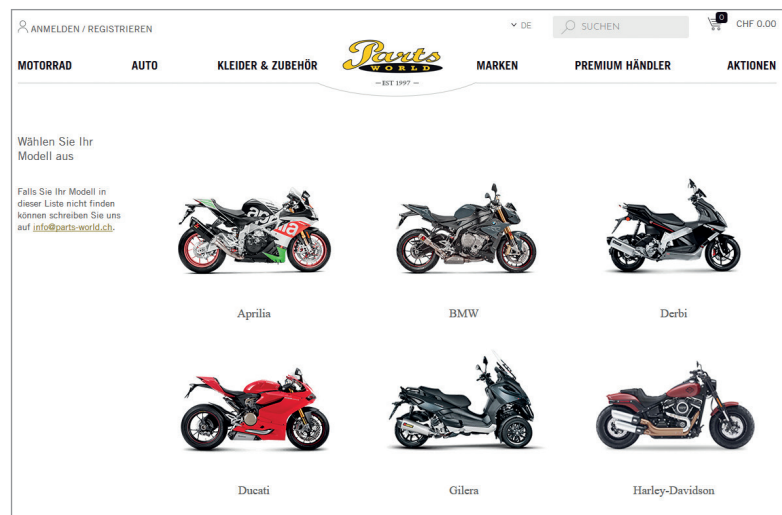 ANMELDEN / REGISTRIEREN
DE
SUCHEN
0
CHF 0.00
MOTORRAD
AUTO
KLEIDER & ZUBEHÖR
Parts
WORLD
– EST 1997 –
MARKEN
PREMIUM HÄNDLER
AKTIONEN
Wählen Sie Ihr
Modell aus
Falls Sie Ihr Modell in
dieser Liste nicht finden
können schreiben Sie uns
auf info@parts-world.ch.
aprilia
Aprilia
BMW
Derbi
Ducati
Gilera
Harley-Davidson